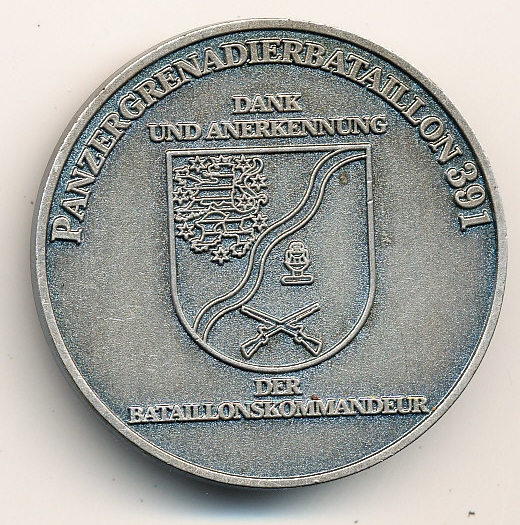 PANZERGRENADIERBATAILLON 391
DANK
UND ANERKENNUNG
DER
BATAILLONSKOMMANDEUR